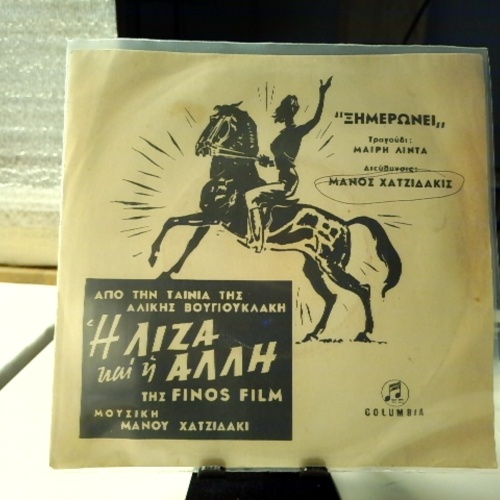 "ΞΗΜΕΡΩΝΕΙ„
Τραγούδι:
ΜΑΙΡΗ ΛΙΝΤΑ
Διεύθυνσις:
ΜΑΝΟΣ ΧΑΤΖΙΔΑΚΙΣ
ΑΠΟ ΤΗΝ ΤΑΙΝΙΑ ΤΗΣ
ΑΛΙΚΗΣ ΒΟΥΓΙΟΥΚΛΑΚΗ
Ἡ ΛΙΖΑ
καί ἡ ΑΛΛΗ
ΤΗΣ FINOS FILM
ΜΟΥΣΙΚΗ
ΜΑΝΟΥ ΧΑΤΖΙΔΑΚΙ
COLUMBIA